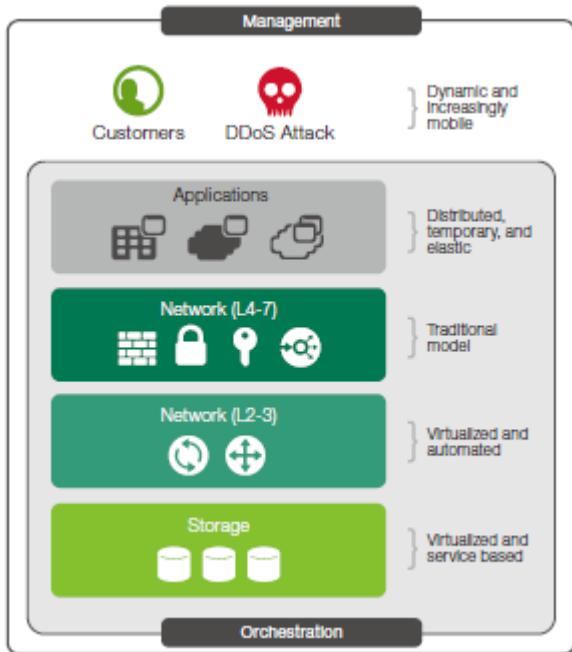 Management
Customers
DDoS Attack
Dynamic and
increasingly
mobile
Applications
Distributed,
temporary, and
elastic
Network (L4-7)
Traditional
model
Network (L2-3)
Virtualized and
automated
Storage
Virtualized and
service based
Orchestration